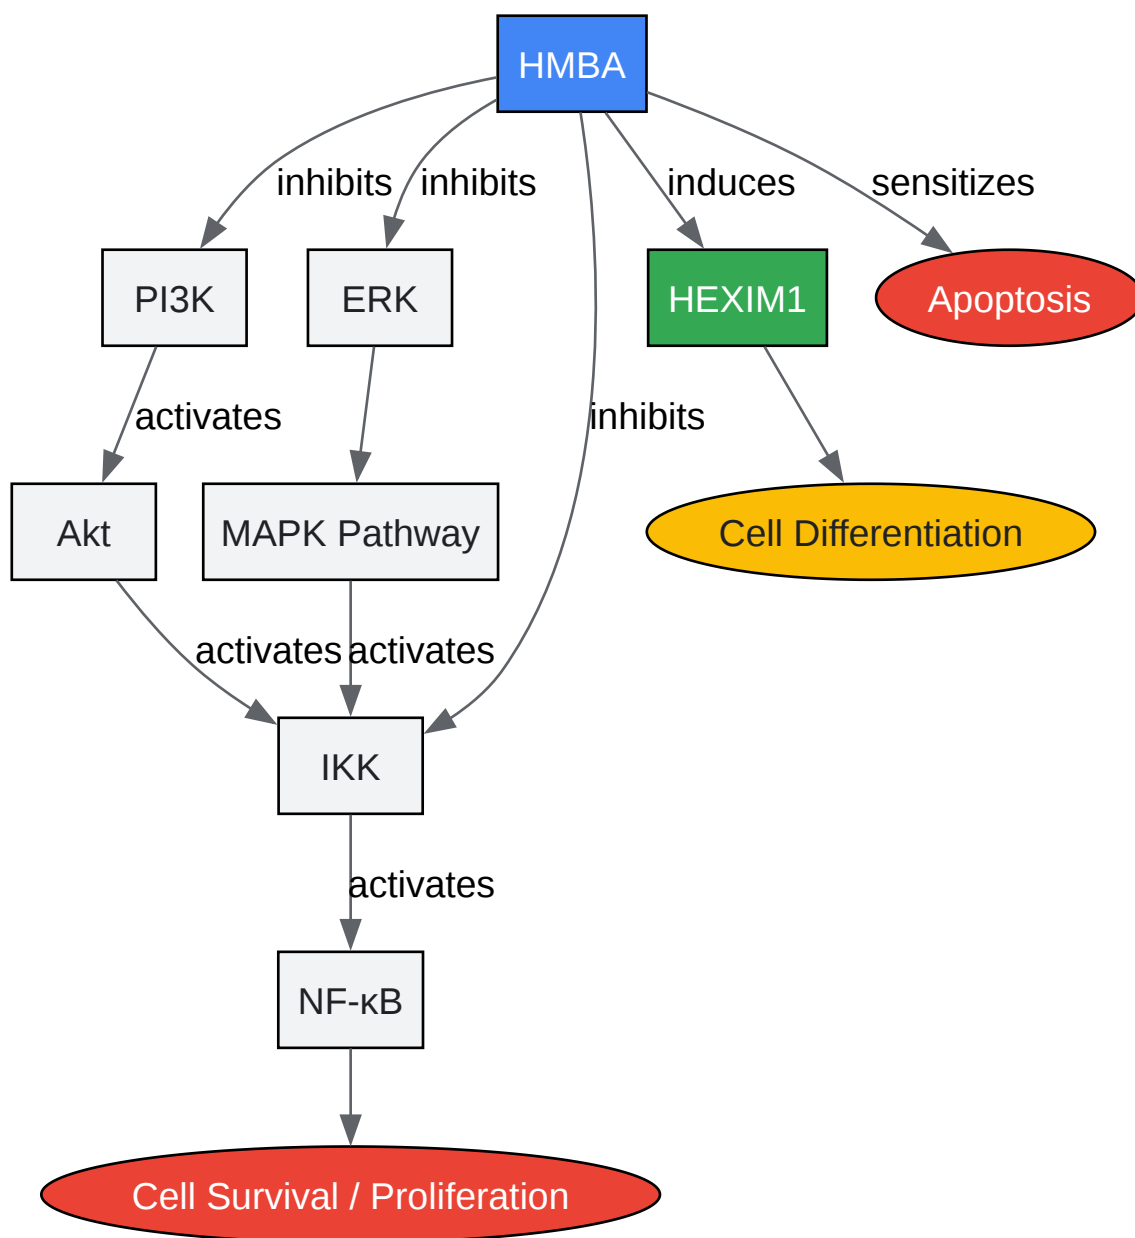 HMBA
inhibits
inhibits
induces
sensitizes
PI3K
ERK
HEXIM1
Apoptosis
activates
inhibits
Akt
MAPK Pathway
Cell Differentiation
activates
activates
IKK
activates
NF-κB
Cell Survival / Proliferation